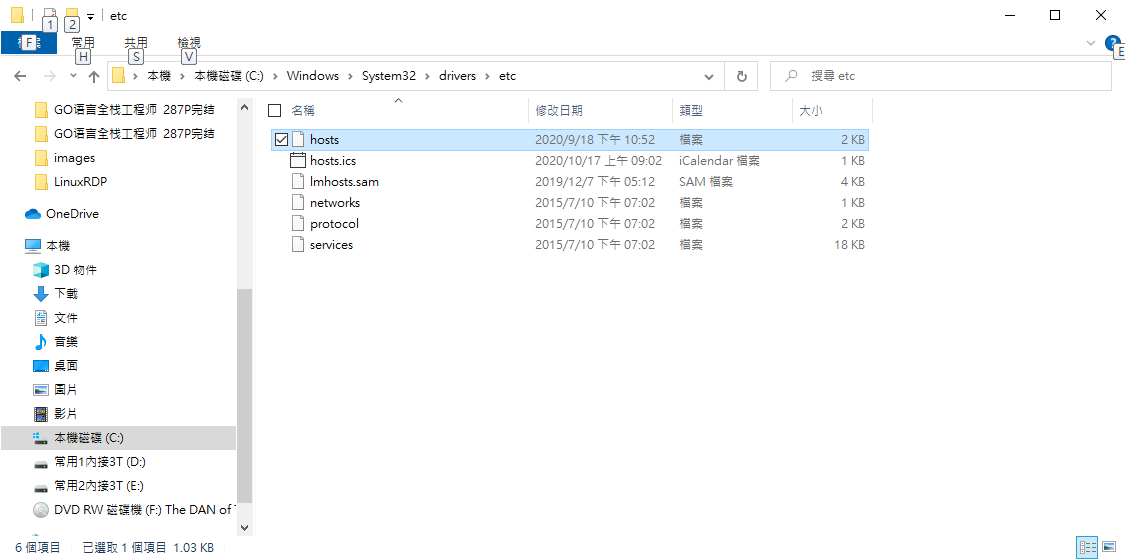 1 2 etc
檔案 F 常用 H 共用 S 檢視 V ? E
本機 本機磁碟 (C:) Windows System32 drivers etc 搜尋 etc
GO语言全栈工程师 287P完结
GO语言全栈工程师 287P完结
images
LinuxRDP
OneDrive
本機
3D 物件
下載
文件
音樂
桌面
圖片
影片
本機磁碟 (C:)
常用1內接3T (D:)
常用2內接3T (E:)
DVD RW 磁碟機 (F:) The DAN of
名稱 修改日期 類型 大小
hosts 2020/9/18 下午 10:52 檔案 2 KB
hosts.ics 2020/10/17 上午 09:02 iCalendar 檔案 1 KB
lmhosts.sam 2019/12/7 下午 05:12 SAM 檔案 4 KB
networks 2015/7/10 下午 07:02 檔案 1 KB
protocol 2015/7/10 下午 07:02 檔案 2 KB
services 2015/7/10 下午 07:02 檔案 18 KB
6 個項目 已選取 1 個項目 1.03 KB